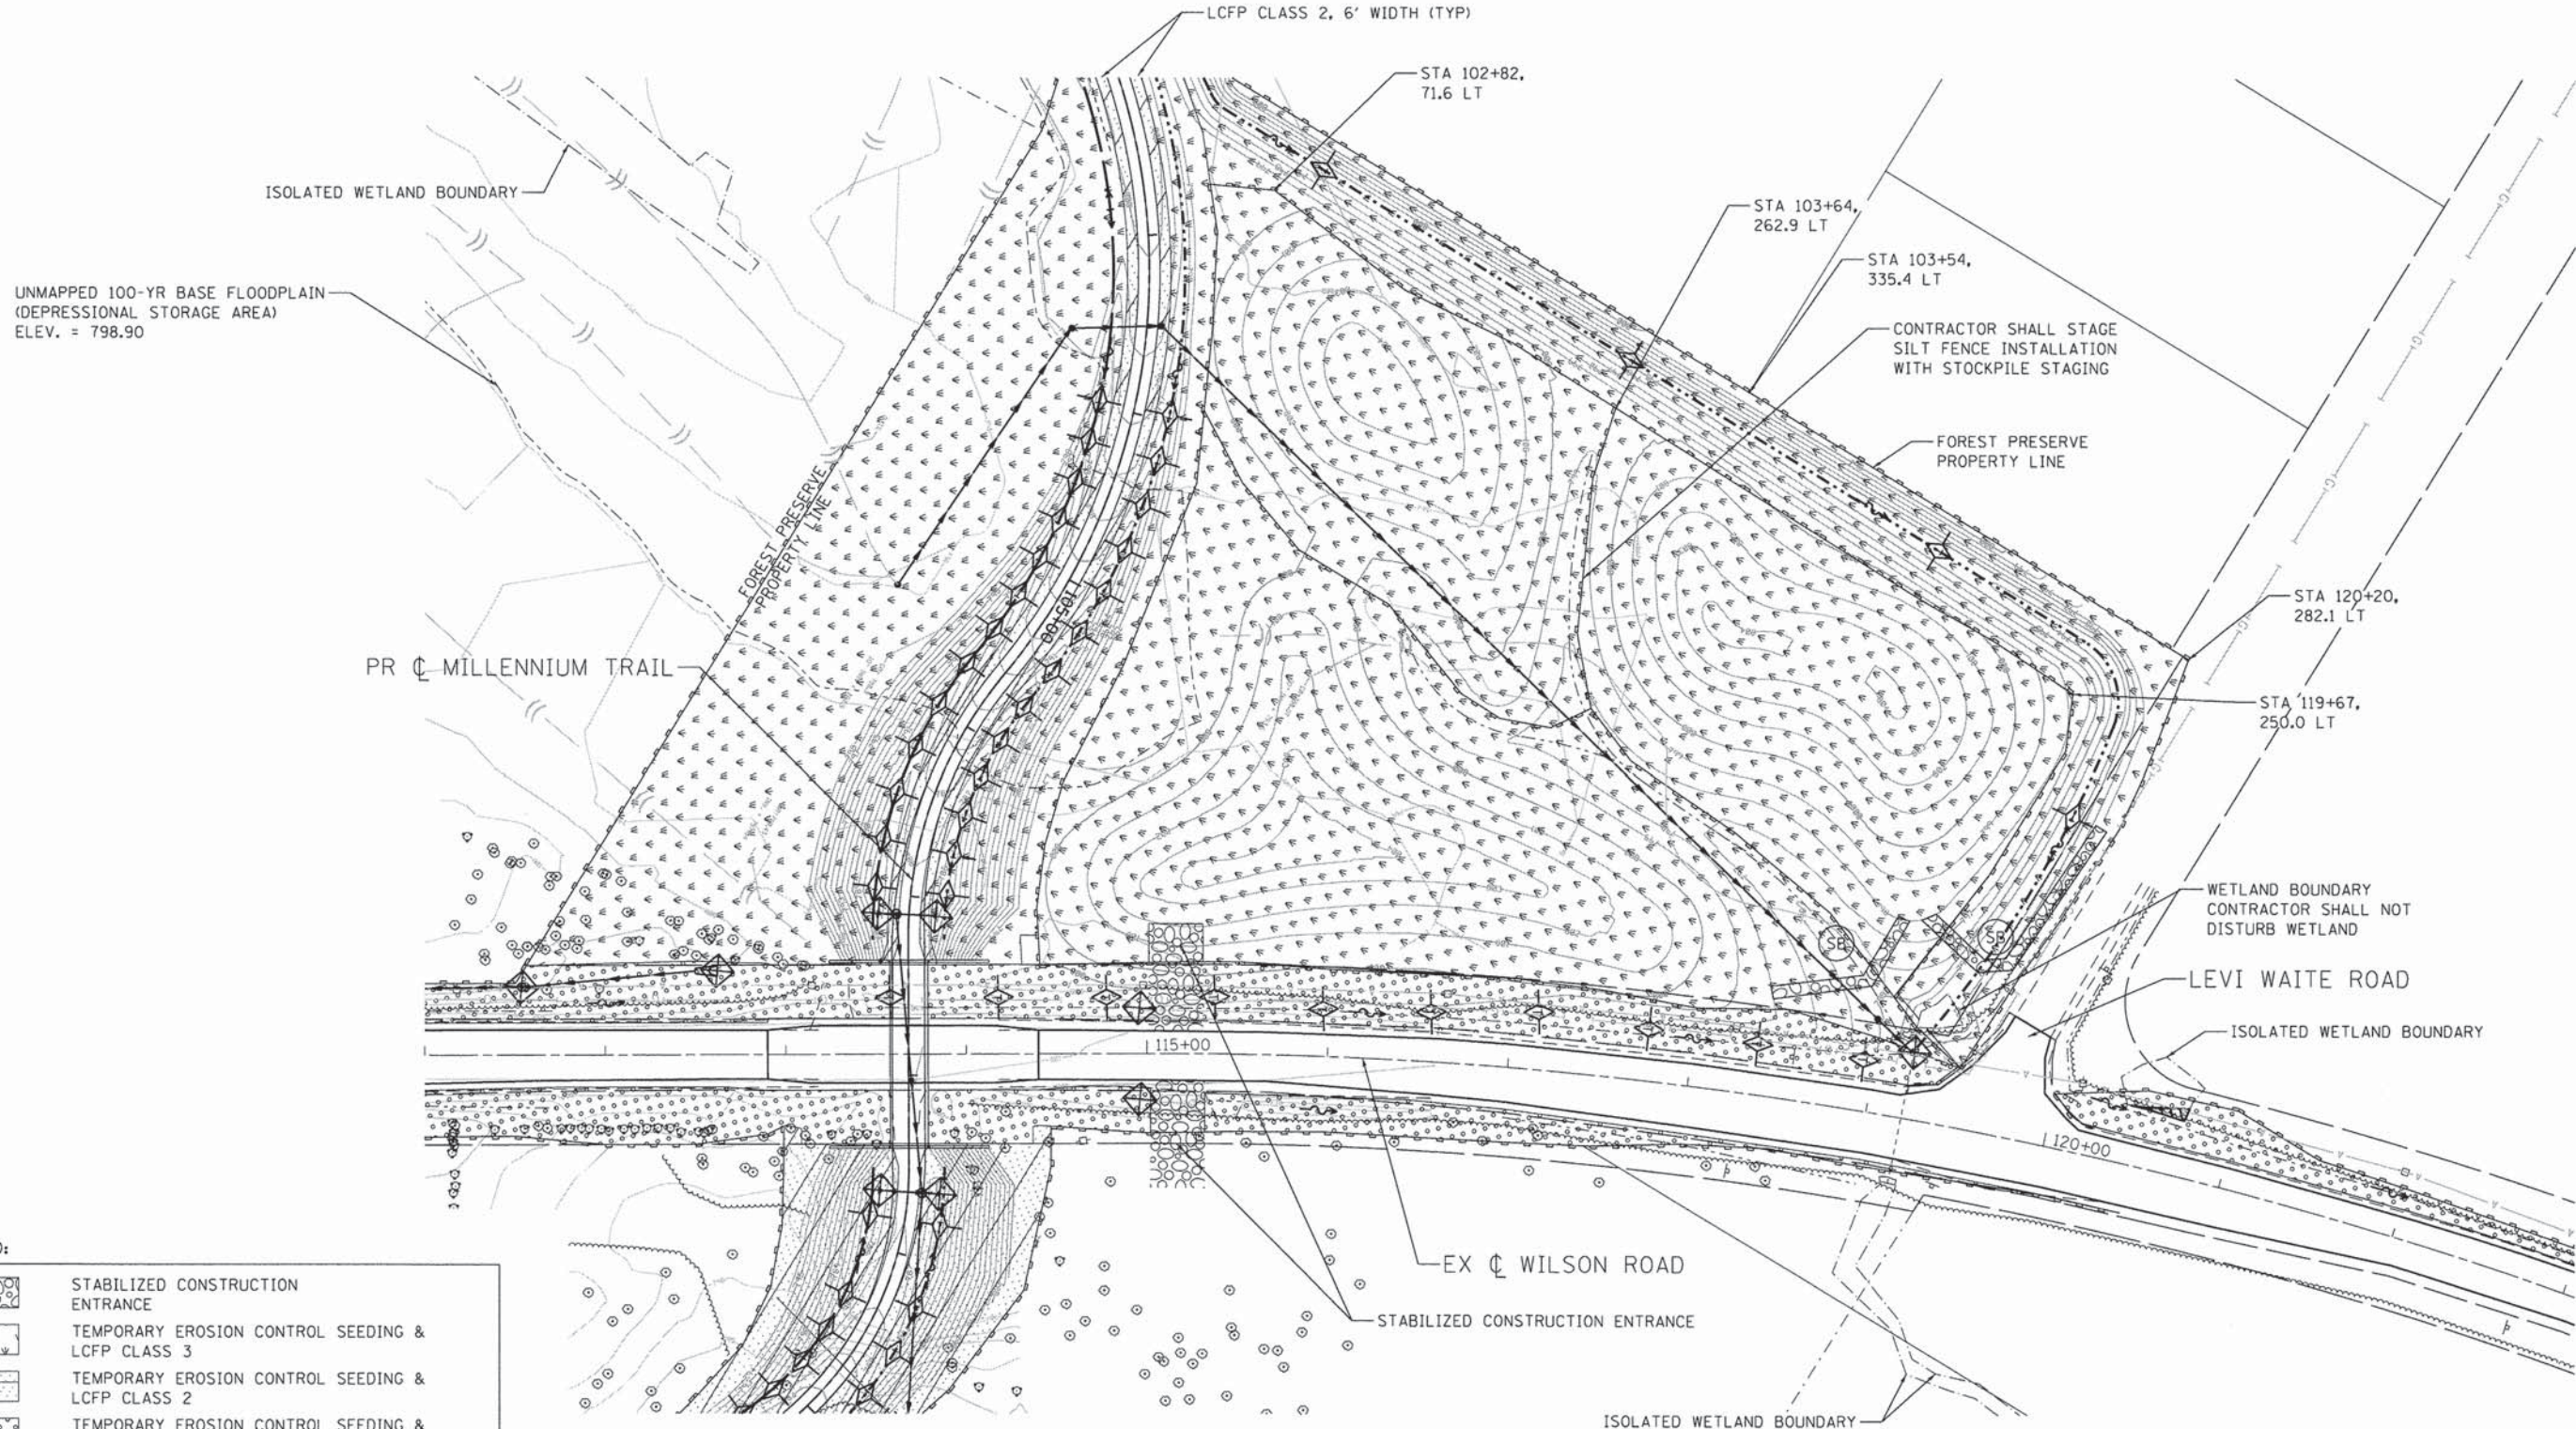 LCFP CLASS 2, 6' WIDTH (TYP)
STA 102+82,
71.6 LT
ISOLATED WETLAND BOUNDARY
STA 103+64,
262.9 LT
STA 103+54,
335.4 LT
UNMAPPED 100-YR BASE FLOODPLAIN
(DEPRESSIONAL STORAGE AREA)
ELEV. = 798.90
CONTRACTOR SHALL STAGE
SILT FENCE INSTALLATION
WITH STOCKPILE STAGING
FOREST PRESERVE
PROPERTY LINE
FOREST PRESERVE
PROPERTY LINE
105+00
STA 120+20,
282.1 LT
PR ℄ MILLENNIUM TRAIL
STA 119+67,
250.0 LT
WETLAND BOUNDARY
CONTRACTOR SHALL NOT
DISTURB WETLAND
SB
SB
LEVI WAITE ROAD
ISOLATED WETLAND BOUNDARY
115+00
120+00
EX ℄ WILSON ROAD
STABILIZED CONSTRUCTION ENTRANCE
ISOLATED WETLAND BOUNDARY
STABILIZED CONSTRUCTION
ENTRANCE
TEMPORARY EROSION CONTROL SEEDING &
LCFP CLASS 3
TEMPORARY EROSION CONTROL SEEDING &
LCFP CLASS 2
TEMPORARY EROSION CONTROL SEEDING &